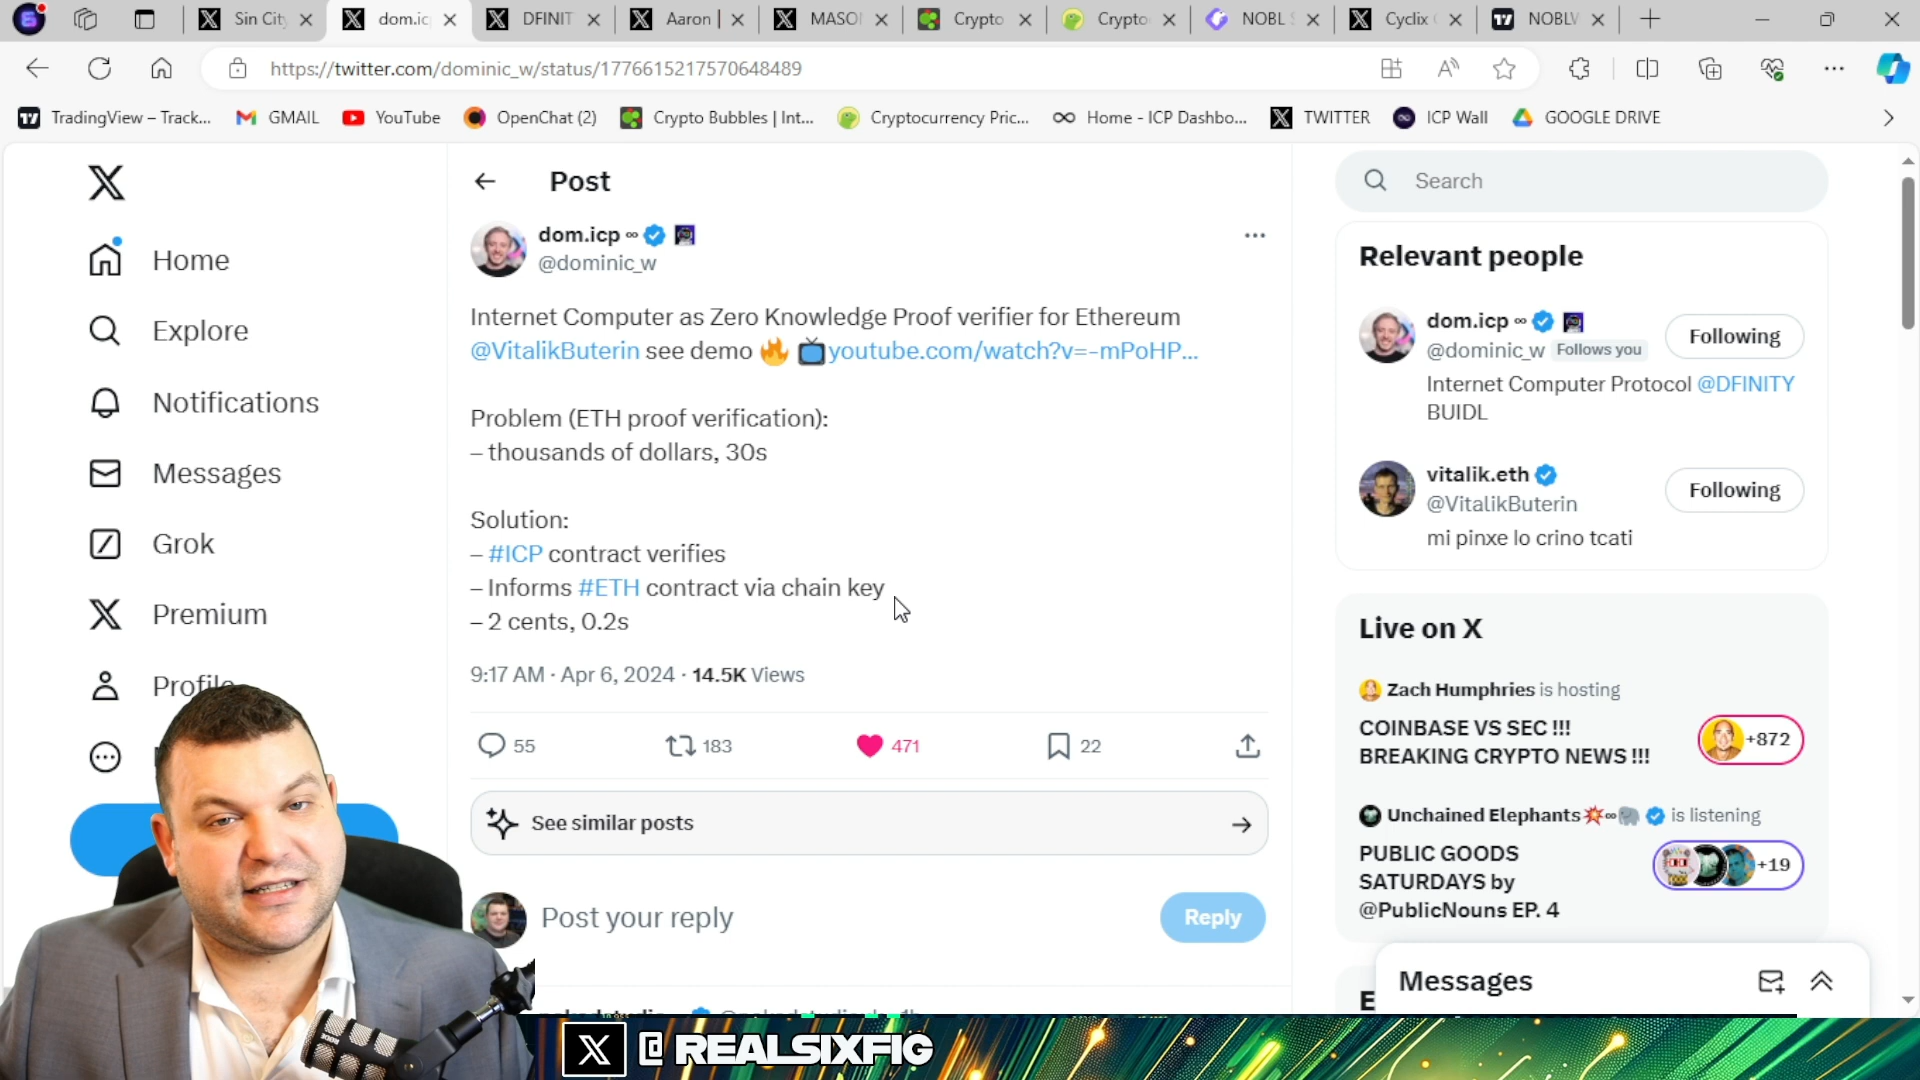 Sin City
dom.ic
DFINIT
Aaron |
MASO
Crypto
Crypto
NOBL
Cyclix
NOBL
https://twitter.com/dominic_w/status/1776615217570648489
TradingView – Track...
GMAIL
YouTube
OpenChat (2)
Crypto Bubbles | Int...
Cryptocurrency Pric...
Home - ICP Dashbo...
TWITTER
ICP Wall
GOOGLE DRIVE
Home
Explore
Notifications
Messages
Grok
Premium
Profile
Post
dom.icp ∞
@dominic_w
Internet Computer as Zero Knowledge Proof verifier for Ethereum
@VitalikButerin see demo 🔥 📺youtube.com/watch?v=-mPoHP...
Problem (ETH proof verification):
– thousands of dollars, 30s
Solution:
– #ICP contract verifies
– Informs #ETH contract via chain key
– 2 cents, 0.2s
9:17 AM · Apr 6, 2024 · 14.5K Views
55
183
471
22
See similar posts
Post your reply
Reply
Search
Relevant people
dom.icp ∞
@dominic_w Follows you
Following
Internet Computer Protocol @DFINITY
BUIDL
vitalik.eth
@VitalikButerin
Following
mi pinxe lo crino tcati
Live on X
Zach Humphries is hosting
COINBASE VS SEC !!!
BREAKING CRYPTO NEWS !!!
+872
Unchained Elephants💥∞🐘 is listening
PUBLIC GOODS
SATURDAYS by
@PublicNouns EP. 4
+19
Messages
X @ REALSIXFIG